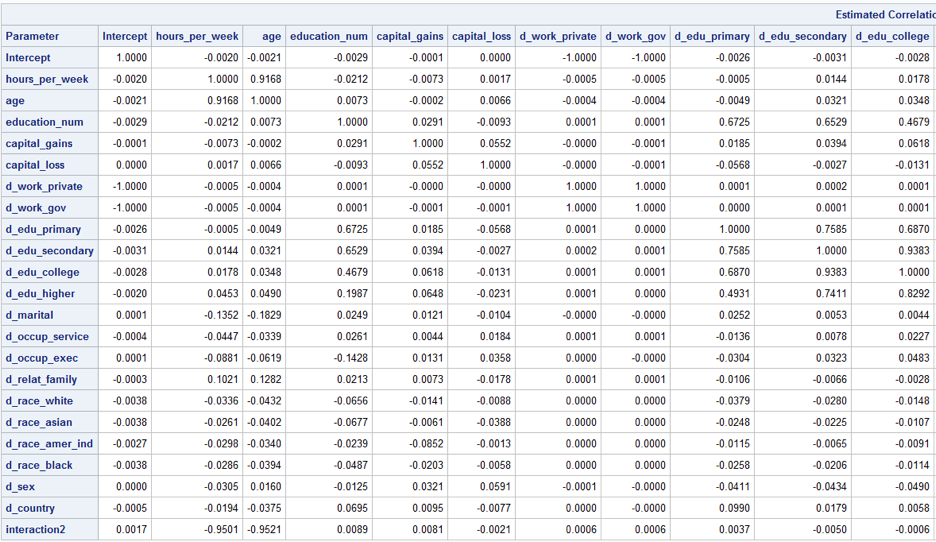 Estimated Correlatio
Parameter Intercept hours_per_week age education_num capital_gains capital_loss d_work_private d_work_gov d_edu_primary d_edu_secondary d_edu_college
Intercept 1.0000 -0.0020 -0.0021 -0.0029 -0.0001 0.0000 -1.0000 -1.0000 -0.0026 -0.0031 -0.0028
hours_per_week -0.0020 1.0000 0.9168 -0.0212 -0.0073 0.0017 -0.0005 -0.0005 -0.0005 0.0144 0.0178
age -0.0021 0.9168 1.0000 0.0073 -0.0002 0.0066 -0.0004 -0.0004 -0.0049 0.0321 0.0348
education_num -0.0029 -0.0212 0.0073 1.0000 0.0291 -0.0093 0.0001 0.0001 0.6725 0.6529 0.4679
capital_gains -0.0001 -0.0073 -0.0002 0.0291 1.0000 0.0552 -0.0000 -0.0001 0.0185 0.0394 0.0618
capital_loss 0.0000 0.0017 0.0066 -0.0093 0.0552 1.0000 -0.0000 -0.0001 -0.0568 -0.0027 -0.0131
d_work_private -1.0000 -0.0005 -0.0004 0.0001 -0.0000 -0.0000 1.0000 1.0000 0.0001 0.0002 0.0001
d_work_gov -1.0000 -0.0005 -0.0004 0.0001 -0.0001 -0.0001 1.0000 1.0000 0.0000 0.0001 0.0001
d_edu_primary -0.0026 -0.0005 -0.0049 0.6725 0.0185 -0.0568 0.0001 0.0000 1.0000 0.7585 0.6870
d_edu_secondary -0.0031 0.0144 0.0321 0.6529 0.0394 -0.0027 0.0002 0.0001 0.7585 1.0000 0.9383
d_edu_college -0.0028 0.0178 0.0348 0.4679 0.0618 -0.0131 0.0001 0.0001 0.6870 0.9383 1.0000
d_edu_higher -0.0020 0.0453 0.0490 0.1987 0.0648 -0.0231 0.0001 0.0000 0.4931 0.7411 0.8292
d_marital 0.0001 -0.1352 -0.1829 0.0249 0.0121 -0.0104 -0.0000 -0.0000 0.0252 0.0053 0.0044
d_occup_service -0.0004 -0.0447 -0.0339 0.0261 0.0044 0.0184 0.0001 0.0001 -0.0136 0.0078 0.0227
d_occup_exec 0.0001 -0.0881 -0.0619 -0.1428 0.0131 0.0358 0.0000 -0.0000 -0.0304 0.0323 0.0483
d_relat_family -0.0003 0.1021 0.1282 0.0213 0.0073 -0.0178 0.0001 0.0001 -0.0106 -0.0066 -0.0028
d_race_white -0.0038 -0.0336 -0.0432 -0.0656 -0.0141 -0.0088 0.0000 0.0000 -0.0379 -0.0280 -0.0148
d_race_asian -0.0038 -0.0261 -0.0402 -0.0677 -0.0061 -0.0388 0.0000 0.0000 -0.0248 -0.0225 -0.0107
d_race_amer_ind -0.0027 -0.0298 -0.0340 -0.0239 -0.0852 -0.0013 0.0000 0.0000 -0.0115 -0.0065 -0.0091
d_race_black -0.0038 -0.0286 -0.0394 -0.0487 -0.0203 -0.0058 0.0000 0.0000 -0.0258 -0.0206 -0.0114
d_sex 0.0000 -0.0305 0.0160 -0.0125 0.0321 0.0591 -0.0001 -0.0000 -0.0411 -0.0434 -0.0490
d_country -0.0005 -0.0194 -0.0375 0.0695 0.0095 -0.0077 0.0000 -0.0000 0.0990 0.0179 0.0058
interaction2 0.0017 -0.9501 -0.9521 0.0089 0.0081 -0.0021 0.0006 0.0006 0.0037 -0.0050 -0.0006